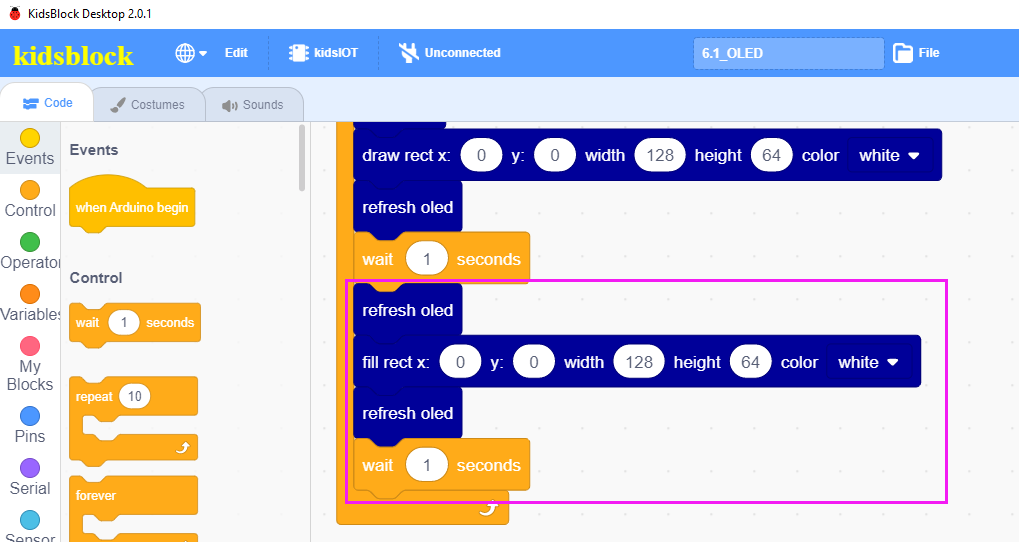 KidsBlock Desktop 2.0.1
kidsblock Edit kidsIOT Unconnected 6.1_OLED File
Code Costumes Sounds
Events
Control
Operator
Variables
My
Blocks
Pins
Serial
Sensor
Events
when Arduino begin
Control
wait 1 seconds
repeat 10
forever
draw rect x: 0 y: 0 width 128 height 64 color white
refresh oled
wait 1 seconds
refresh oled
fill rect x: 0 y: 0 width 128 height 64 color white
refresh oled
wait 1 seconds